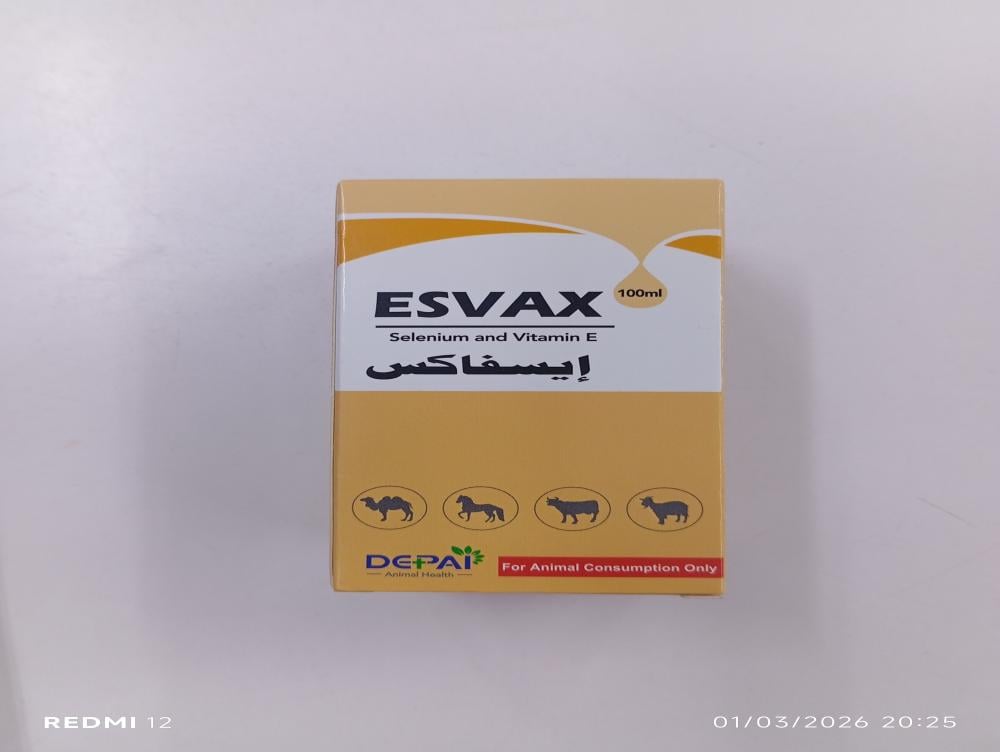 ESVAX
100ml
Selenium and Vitamin E
إيسفاكس
DEPAI
Animal Health
For Animal Consumption Only
REDMI 12
01/03/2026 20:25